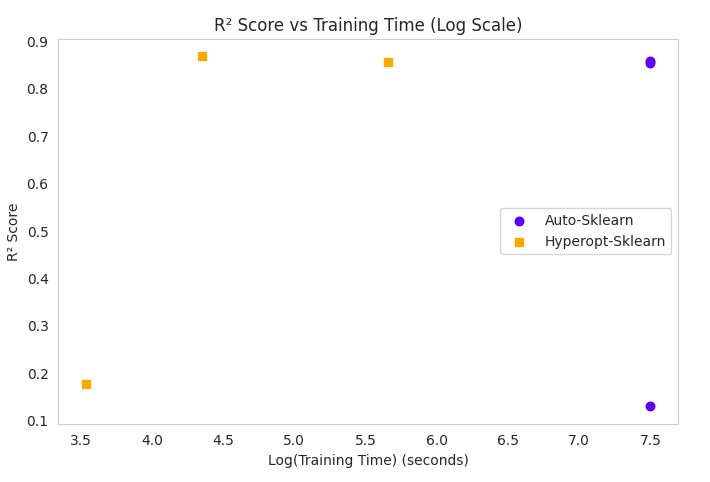 R² Score vs Training Time (Log Scale)
0.9
0.8
0.7
0.6
0.5
0.4
0.3
0.2
0.1
R² Score
Auto-Sklearn
Hyperopt-Sklearn
3.5 4.0 4.5 5.0 5.5 6.0 6.5 7.0 7.5
Log(Training Time) (seconds)